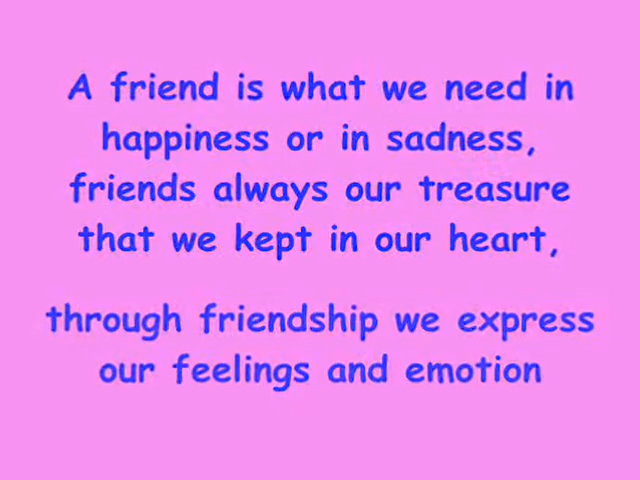 A friend is what we need in
happiness or in sadness,
friends always our treasure
that we kept in our heart,
through friendship we express
our feelings and emotion